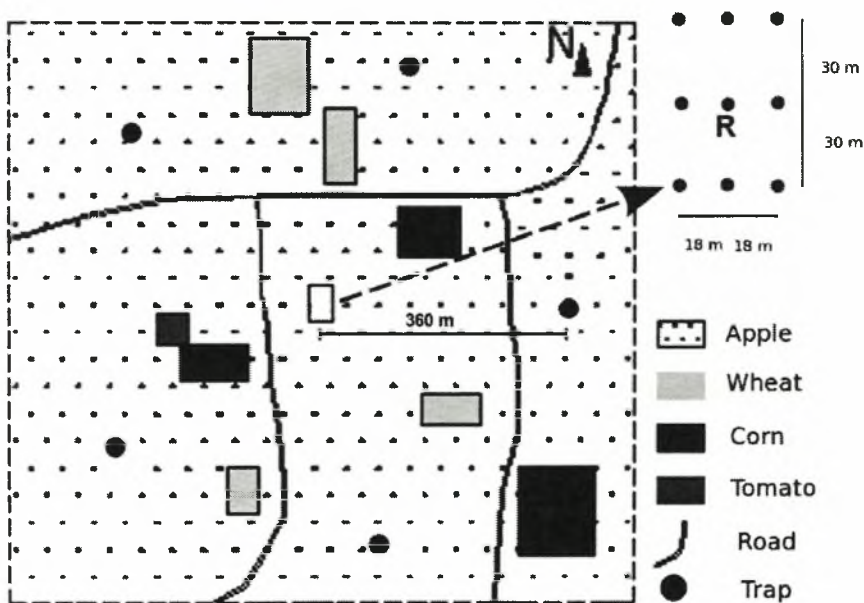 N
30 m
R
30 m
18 m 18 m
360 m
Apple
Wheat
Corn
Tomato
Road
Trap